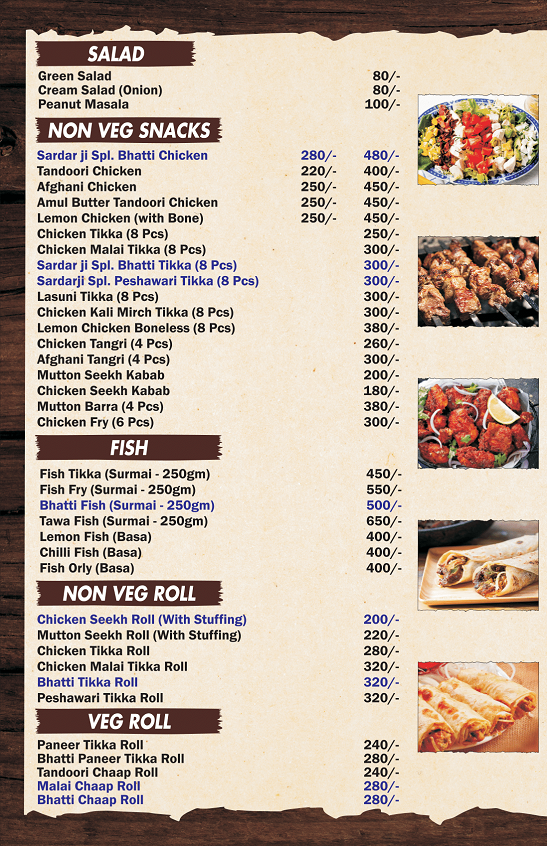 SALAD
Green Salad 80/-
Cream Salad (Onion) 80/-
Peanut Masala 100/-
NON VEG SNACKS
Sardar ji Spl. Bhatti Chicken 280/- 480/-
Tandoori Chicken 220/- 400/-
Afghani Chicken 250/- 450/-
Amul Butter Tandoori Chicken 250/- 450/-
Lemon Chicken (with Bone) 250/- 450/-
Chicken Tikka (8 Pcs) 250/-
Chicken Malai Tikka (8 Pcs) 300/-
Sardar ji Spl. Bhatti Tikka (8 Pcs) 300/-
Sardarji Spl. Peshawari Tikka (8 Pcs) 300/-
Lasuni Tikka (8 Pcs) 300/-
Chicken Kali Mirch Tikka (8 Pcs) 300/-
Lemon Chicken Boneless (8 Pcs) 380/-
Chicken Tangri (4 Pcs) 260/-
Afghani Tangri (4 Pcs) 300/-
Mutton Seekh Kabab 200/-
Chicken Seekh Kabab 180/-
Mutton Barra (4 Pcs) 380/-
Chicken Fry (6 Pcs) 300/-
FISH
Fish Tikka (Surmai - 250gm) 450/-
Fish Fry (Surmai - 250gm) 550/-
Bhatti Fish (Surmai - 250gm) 500/-
Tawa Fish (Surmai - 250gm) 650/-
Lemon Fish (Basa) 400/-
Chilli Fish (Basa) 400/-
Fish Orly (Basa) 400/-
NON VEG ROLL
Chicken Seekh Roll (With Stuffing) 200/-
Mutton Seekh Roll (With Stuffing) 220/-
Chicken Tikka Roll 280/-
Chicken Malai Tikka Roll 320/-
Bhatti Tikka Roll 320/-
Peshawari Tikka Roll 320/-
VEG ROLL
Paneer Tikka Roll 240/-
Bhatti Paneer Tikka Roll 280/-
Tandoori Chaap Roll 240/-
Malai Chaap Roll 280/-
Bhatti Chaap Roll 280/-